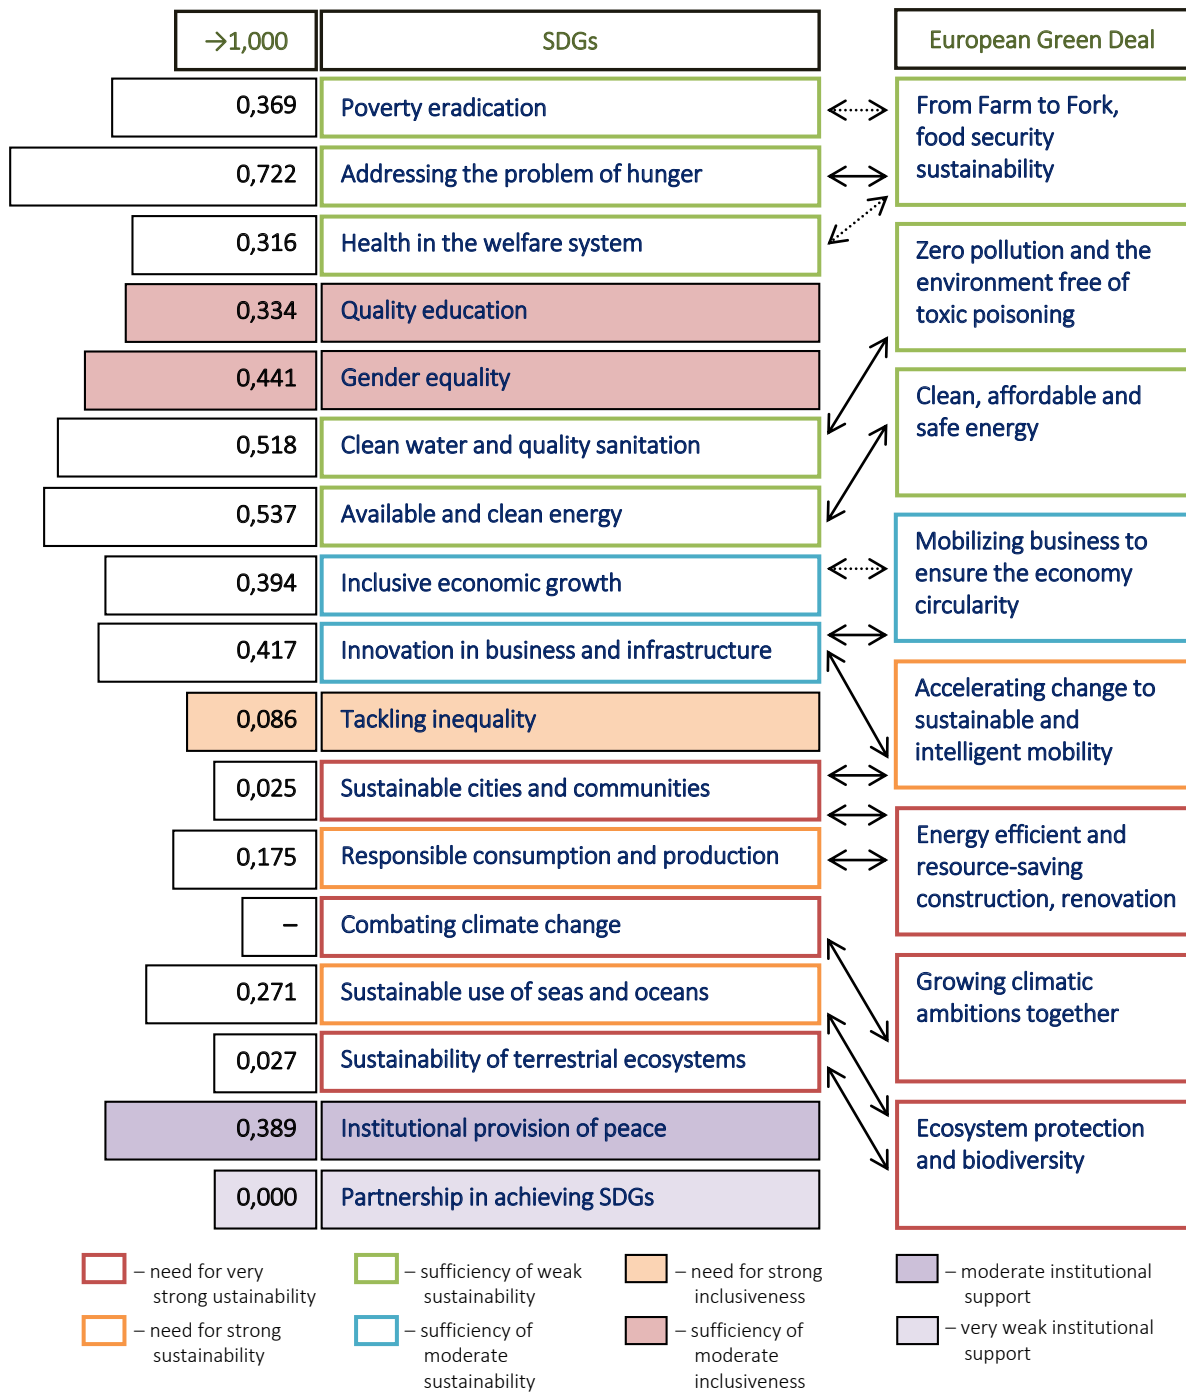 →1,000 SDGs European Green Deal
0,369 Poverty eradication
0,722 Addressing the problem of hunger
0,316 Health in the welfare system
0,334 Quality education
0,441 Gender equality
0,518 Clean water and quality sanitation
0,537 Available and clean energy
0,394 Inclusive economic growth
0,417 Innovation in business and infrastructure
0,086 Tackling inequality
0,025 Sustainable cities and communities
0,175 Responsible consumption and production
– Combating climate change
0,271 Sustainable use of seas and oceans
0,027 Sustainability of terrestrial ecosystems
0,389 Institutional provision of peace
0,000 Partnership in achieving SDGs
From Farm to Fork,
food security
sustainability
Zero pollution and the
environment free of
toxic poisoning
Clean, affordable and
safe energy
Mobilizing business to
ensure the economy
circularity
Accelerating change to
sustainable and
intelligent mobility
Energy efficient and
resource-saving
construction, renovation
Growing climatic
ambitions together
Ecosystem protection
and biodiversity
– need for very
strong ustainability
– need for strong
sustainability
– sufficiency of weak
sustainability
– sufficiency of
moderate
sustainability
– need for strong
inclusiveness
– sufficiency of
moderate
inclusiveness
– moderate institutional
support
– very weak institutional
support